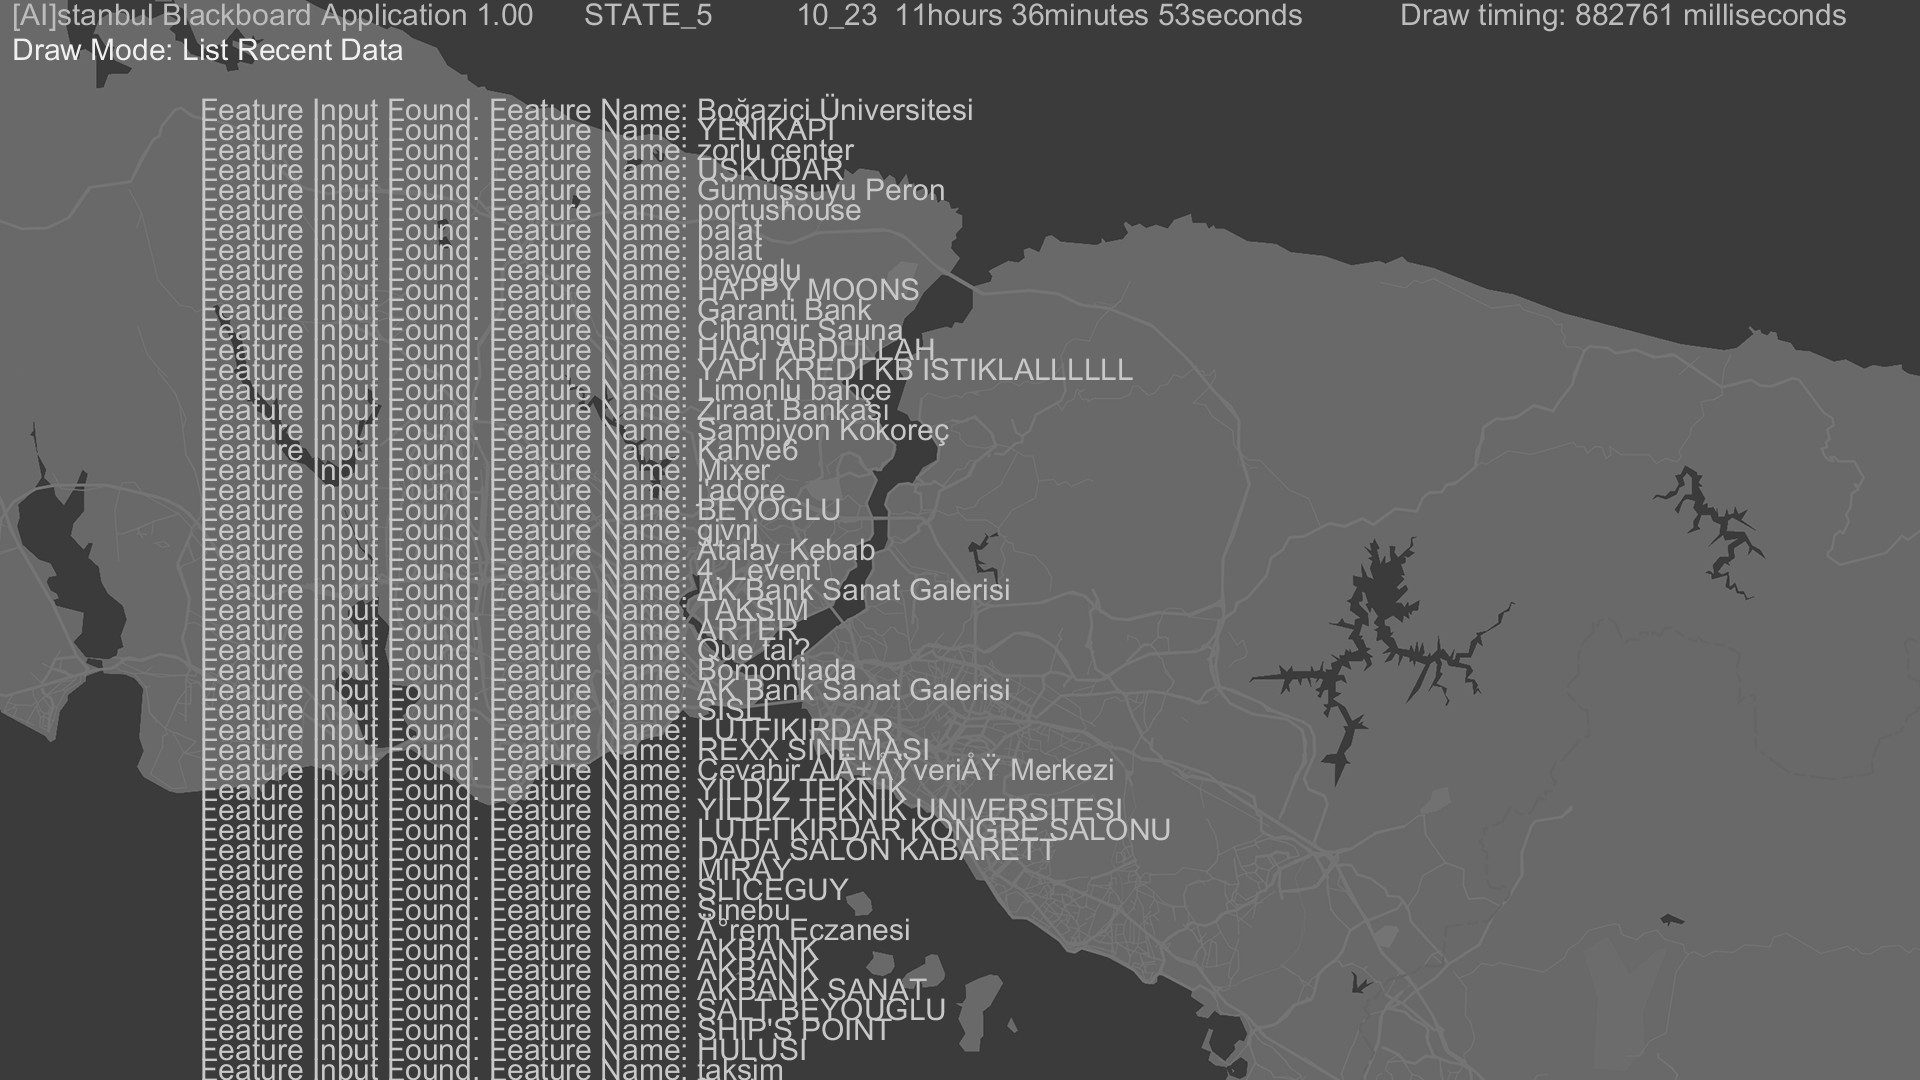 [AI]stanbul Blackboard Application 1.00 STATE_5 10_23 11hours 36minutes 53seconds Draw timing: 882761 milliseconds
Draw Mode: List Recent Data
Feature Input Found. Feature Name: Boğaziçi Üniversitesi
Feature Input Found. Feature Name: YENIKAPI
Feature Input Found. Feature Name: zorlu center
Feature Input Found. Feature Name: USKUDAR
Feature Input Found. Feature Name: Gümüşsuyu Peron
Feature Input Found. Feature Name: portushouse
Feature Input Found. Feature Name: balat
Feature Input Found. Feature Name: balat
Feature Input Found. Feature Name: beyoglu
Feature Input Found. Feature Name: HAPPY MOONS
Feature Input Found. Feature Name: Garanti Bank
Feature Input Found. Feature Name: Cihangir Sauna
Feature Input Found. Feature Name: HACI ABDULLAH
Feature Input Found. Feature Name: YAPI KREDI KB ISTIKLALLLLLL
Feature Input Found. Feature Name: Limonlu bahçe
Feature Input Found. Feature Name: Ziraat Bankası
Feature Input Found. Feature Name: Şampiyon Kokoreç
Feature Input Found. Feature Name: Kahve6
Feature Input Found. Feature Name: Mixer
Feature Input Found. Feature Name: j'adore
Feature Input Found. Feature Name: BEYOGLU
Feature Input Found. Feature Name: givnj
Feature Input Found. Feature Name: Atalay Kebab
Feature Input Found. Feature Name: 4. Levent
Feature Input Found. Feature Name: AK Bank Sanat Galerisi
Feature Input Found. Feature Name: TAKSIM
Feature Input Found. Feature Name: ARTER
Feature Input Found. Feature Name: Que tal?
Feature Input Found. Feature Name: Bomontiada
Feature Input Found. Feature Name: AK Bank Sanat Galerisi
Feature Input Found. Feature Name: SISLI
Feature Input Found. Feature Name: LUTFIKIRDAR
Feature Input Found. Feature Name: REXX SINEMASI
Feature Input Found. Feature Name: Cevahir AlÄ±ÅŸveriÅŸ Merkezi
Feature Input Found. Feature Name: YILDIZ TEKNIK
Feature Input Found. Feature Name: YILDIZ TEKNIK UNIVERSITESI
Feature Input Found. Feature Name: LUTFI KIRDAR KONGRE SALONU
Feature Input Found. Feature Name: DADA SALON KABARETT
Feature Input Found. Feature Name: MIRAY
Feature Input Found. Feature Name: SLICEGUY
Feature Input Found. Feature Name: Sinebu
Feature Input Found. Feature Name: Ä°rem Eczanesi
Feature Input Found. Feature Name: AKBANK
Feature Input Found. Feature Name: AKBANK
Feature Input Found. Feature Name: AKBANK SANAT
Feature Input Found. Feature Name: SALT BEYOUGLU
Feature Input Found. Feature Name: SHIP'S POINT
Feature Input Found. Feature Name: HULUSI
Feature Input Found. Feature Name: taksim